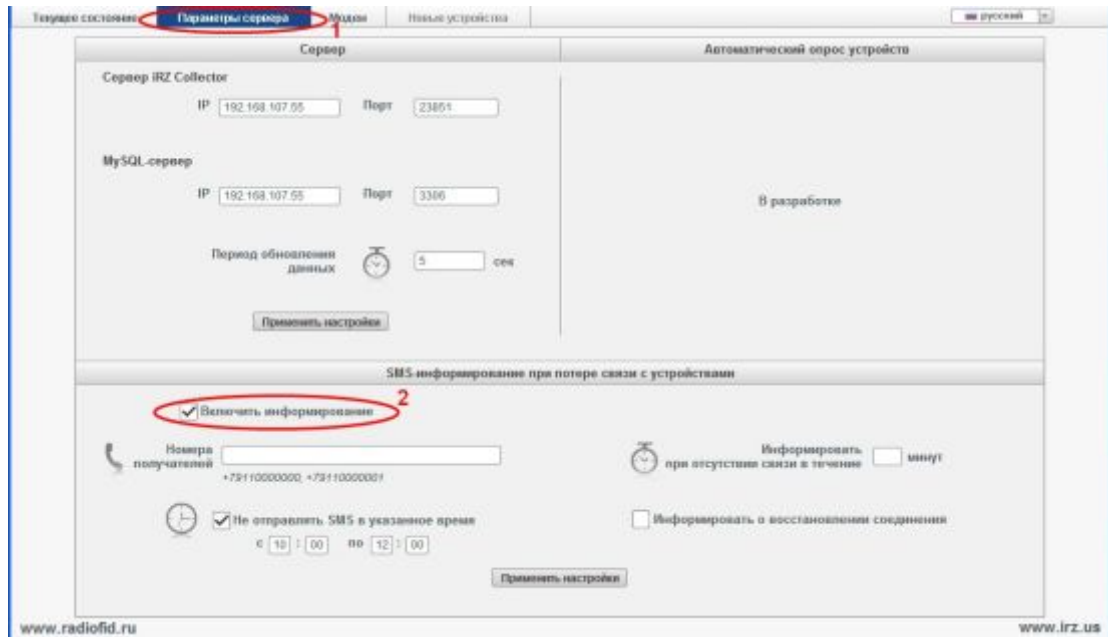 Текущее состояние Параметры сервера Модем Новые устройства русский
1
Сервер Автоматический опрос устройств
Сервер iRZ Collector
IP 192.168.107.55 Порт 23851
MySQL-сервер
IP 192.168.107.55 Порт 3306
В разработке
Период обновления
данных 5 сек
Применить настройки
SMS-информирование при потере связи с устройствами
Включить информирование 2
Номера
получателей
+79110000000, +79110000001
Информировать
при отсутствии связи в течение минут
Не отправлять SMS в указанное время
с 10 : 00 по 12 : 00
Информировать о восстановлении соединения
Применить настройки
www.radiofid.ru www.irz.us